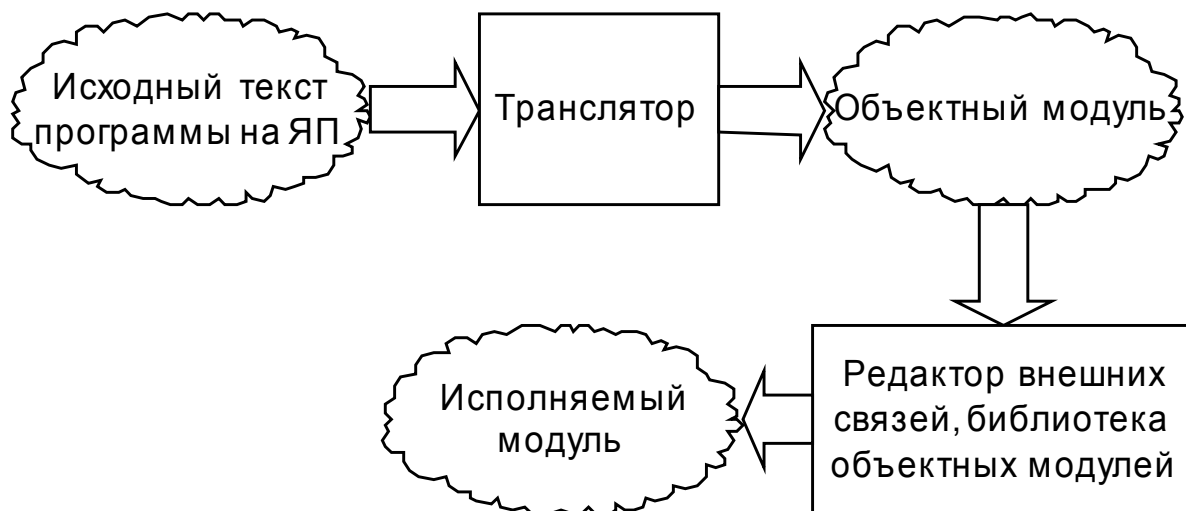 Исходный текст
программы на ЯП
Транслятор
Объектный модуль
Редактор внешних
связей, библиотека
объектных модулей
Исполняемый
модуль